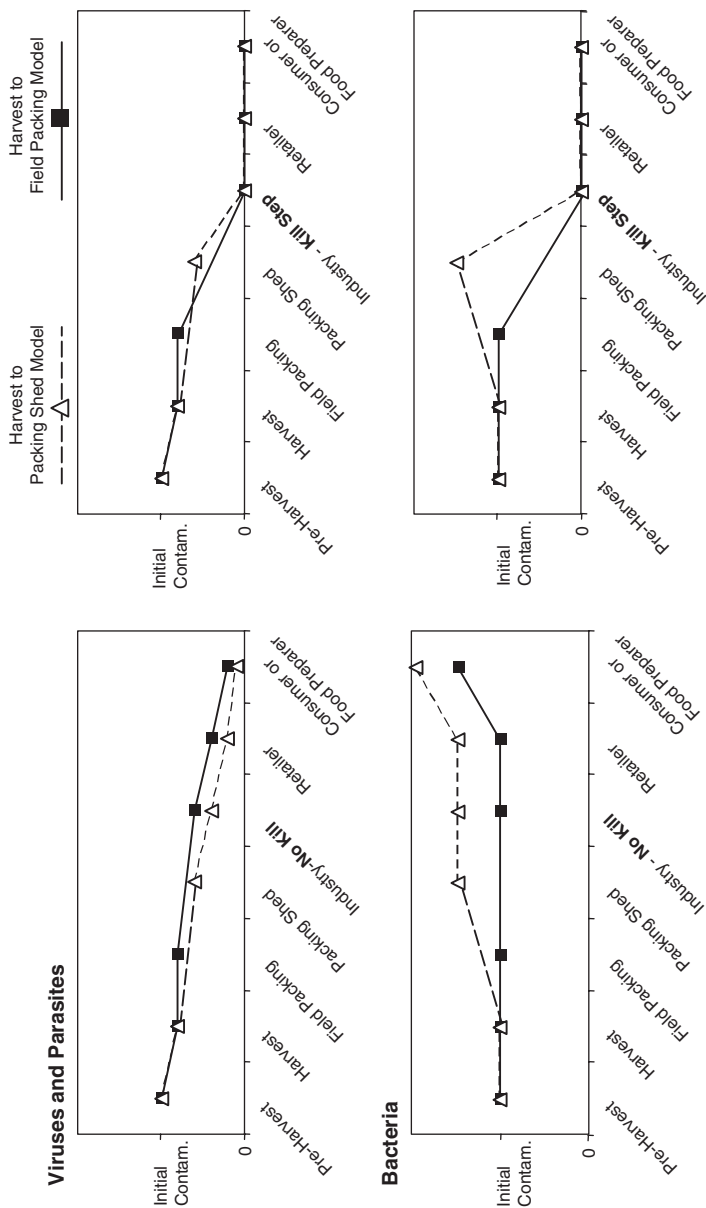 Harvest to
Packing Shed Model
Harvest to
Field Packing Model
Viruses and Parasites
Initial
Contam.
0
Pre-Harvest
Harvest
Field Packing
Packing Shed
Industry-No Kill
Retailer
Consumer or
Food Preparer
Initial
Contam.
0
Pre-Harvest
Harvest
Field Packing
Packing Shed
Industry - Kill Step
Retailer
Consumer or
Food Preparer
Bacteria
Initial
Contam.
0
Pre-Harvest
Harvest
Field Packing
Packing Shed
Industry - No Kill
Retailer
Consumer or
Food Preparer
Initial
Contam.
0
Pre-Harvest
Harvest
Field Packing
Packing Shed
Industry - Kill Step
Retailer
Consumer or
Food Preparer